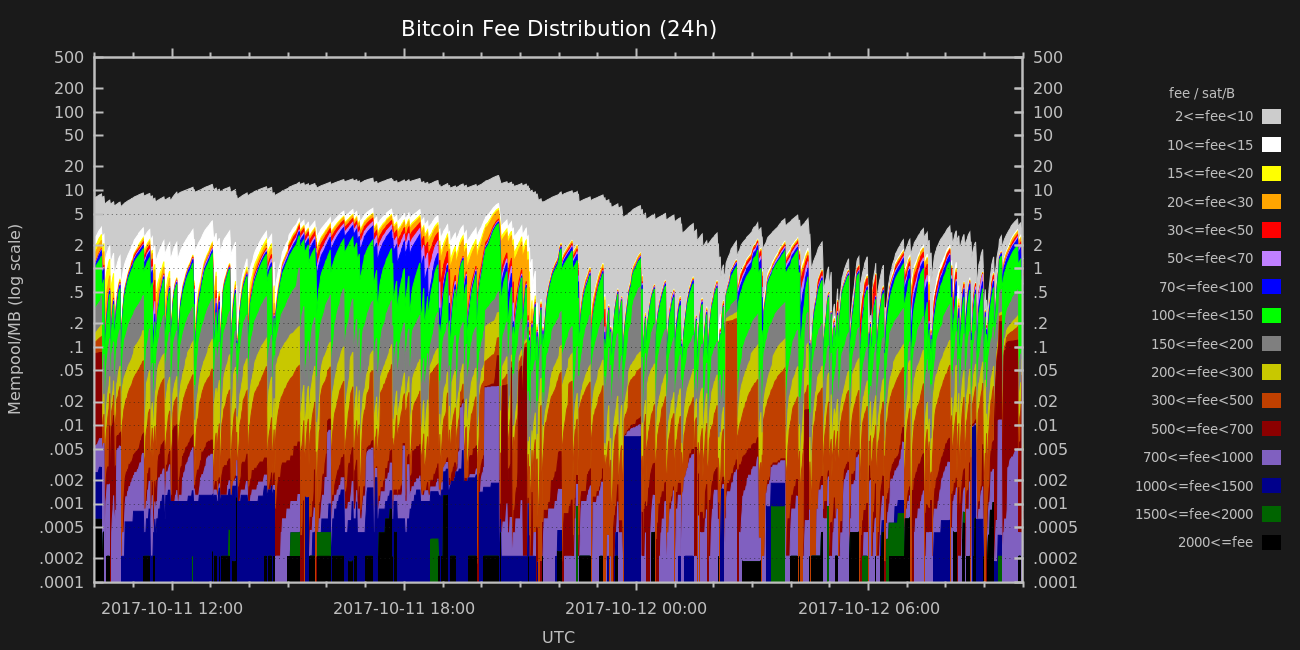 Bitcoin Fee Distribution (24h)
500 500
200 200
100 100
50 50
20 20
10 10
5 5
2 2
1 1
.5 .5
.2 .2
.1 .1
.05 .05
.02 .02
.01 .01
.005 .005
.002 .002
.001 .001
.0005 .0005
.0002 .0002
.0001 .0001
Mempool/MB (log scale)
2017-10-11 12:00 2017-10-11 18:00 2017-10-12 00:00 2017-10-12 06:00
UTC
fee / sat/B
2<=fee<10
10<=fee<15
15<=fee<20
20<=fee<30
30<=fee<50
50<=fee<70
70<=fee<100
100<=fee<150
150<=fee<200
200<=fee<300
300<=fee<500
500<=fee<700
700<=fee<1000
1000<=fee<1500
1500<=fee<2000
2000<=fee